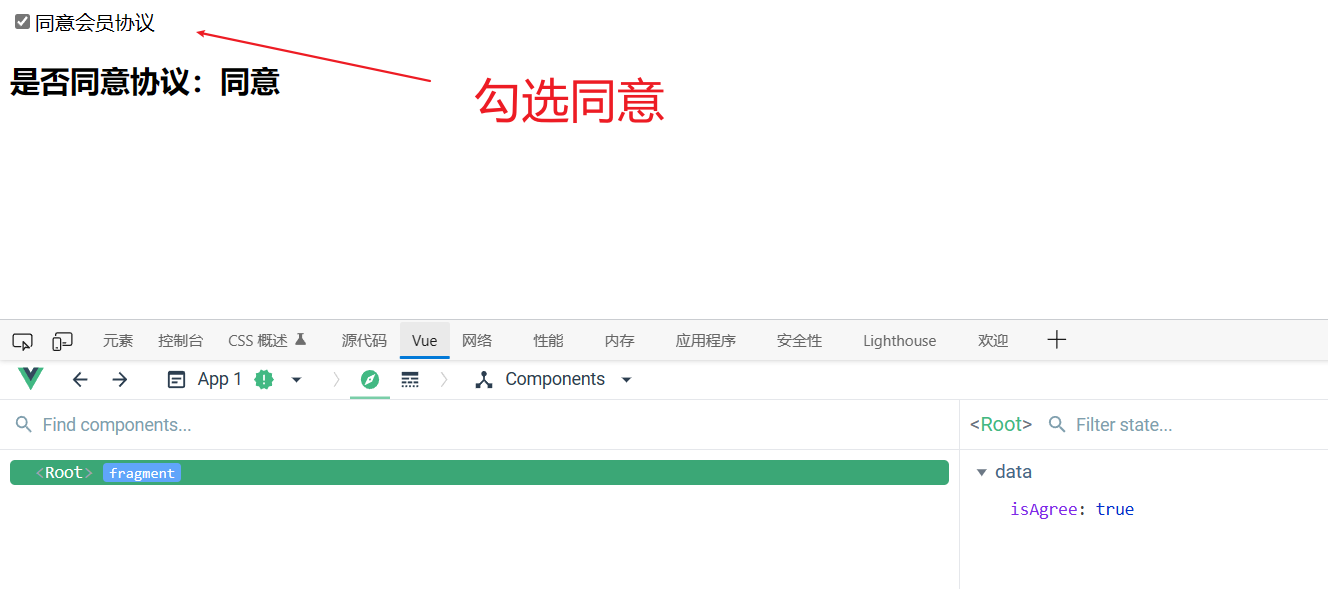 同意会员协议
是否同意协议：同意
勾选同意
元素 控制台 CSS 概述 源代码 Vue 网络 性能 内存 应用程序 安全性 Lighthouse 欢迎
App 1 Components
Find components...
<Root> Filter state...
<Root> fragment
data
isAgree: true